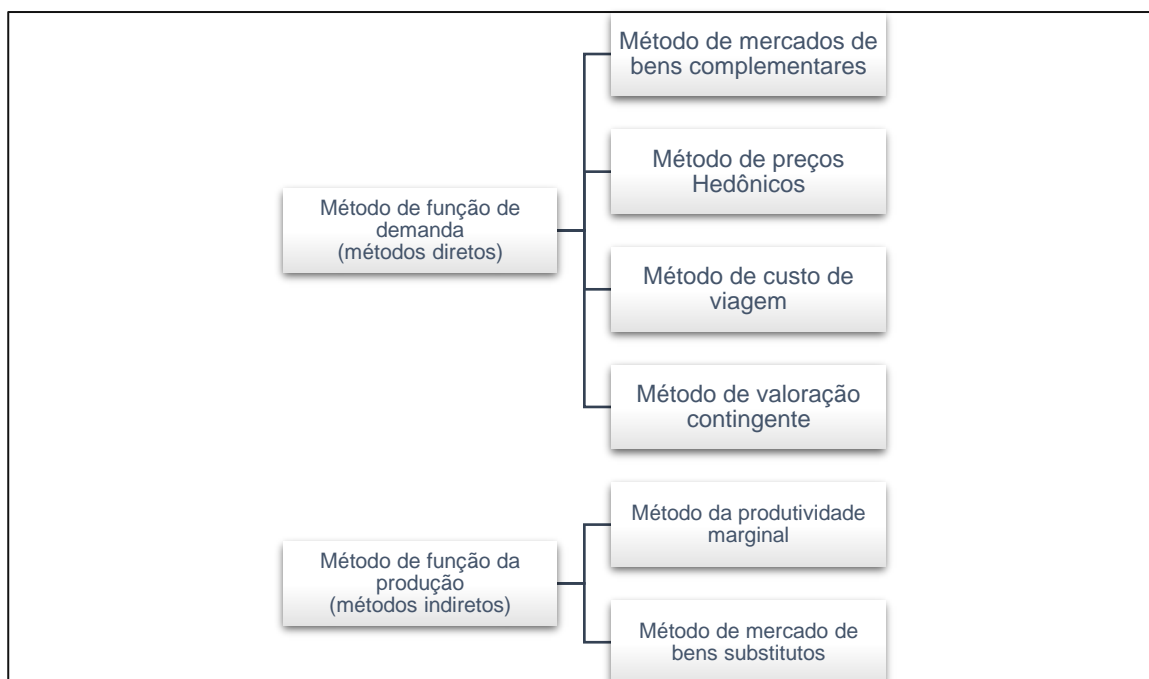 Método de mercados de
bens complementares
Método de preços
Hedônicos
Método de função de
demanda
(métodos diretos)
Método de custo de
viagem
Método de valoração
contingente
Método da produtividade
marginal
Método de função da
produção
(métodos indiretos)
Método de mercado de
bens substitutos